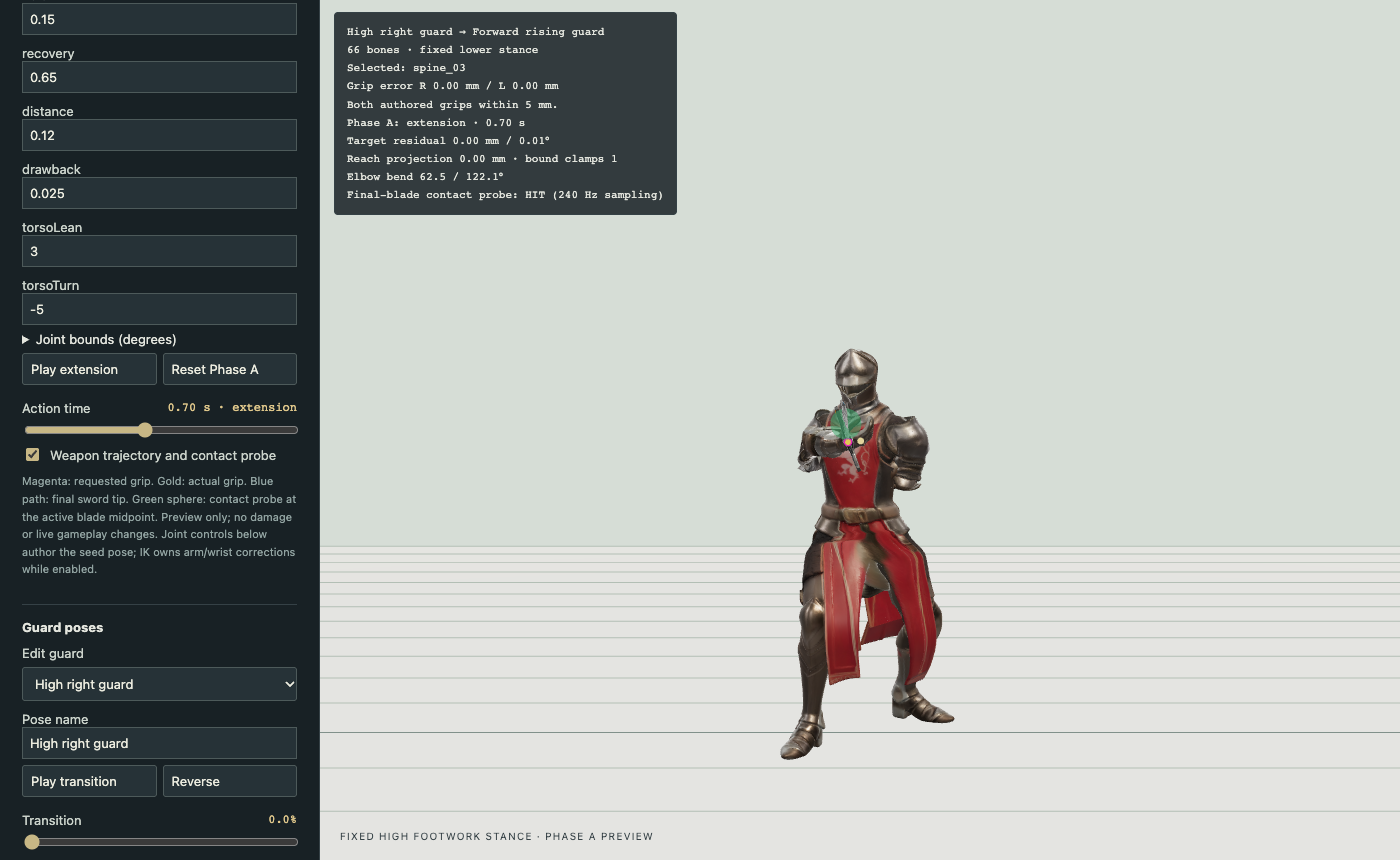 0.15
recovery
0.65
distance
0.12
drawback
0.025
torsoLean
3
torsoTurn
-5
Joint bounds (degrees)
Play extension
Reset Phase A
Action time
0.70 s · extension
Weapon trajectory and contact probe
Magenta: requested grip. Gold: actual grip. Blue
path: final sword tip. Green sphere: contact probe at
the active blade midpoint. Preview only; no damage
or live gameplay changes. Joint controls below
author the seed pose; IK owns arm/wrist corrections
while enabled.
Guard poses
Edit guard
High right guard
Pose name
High right guard
Play transition
Reverse
Transition
0.0%
High right guard → Forward rising guard
66 bones · fixed lower stance
Selected: spine_03
Grip error R 0.00 mm / L 0.00 mm
Both authored grips within 5 mm.
Phase A: extension · 0.70 s
Target residual 0.00 mm / 0.01°
Reach projection 0.00 mm · bound clamps 1
Elbow bend 62.5 / 122.1°
Final-blade contact probe: HIT (240 Hz sampling)
FIXED HIGH FOOTWORK STANCE · PHASE A PREVIEW